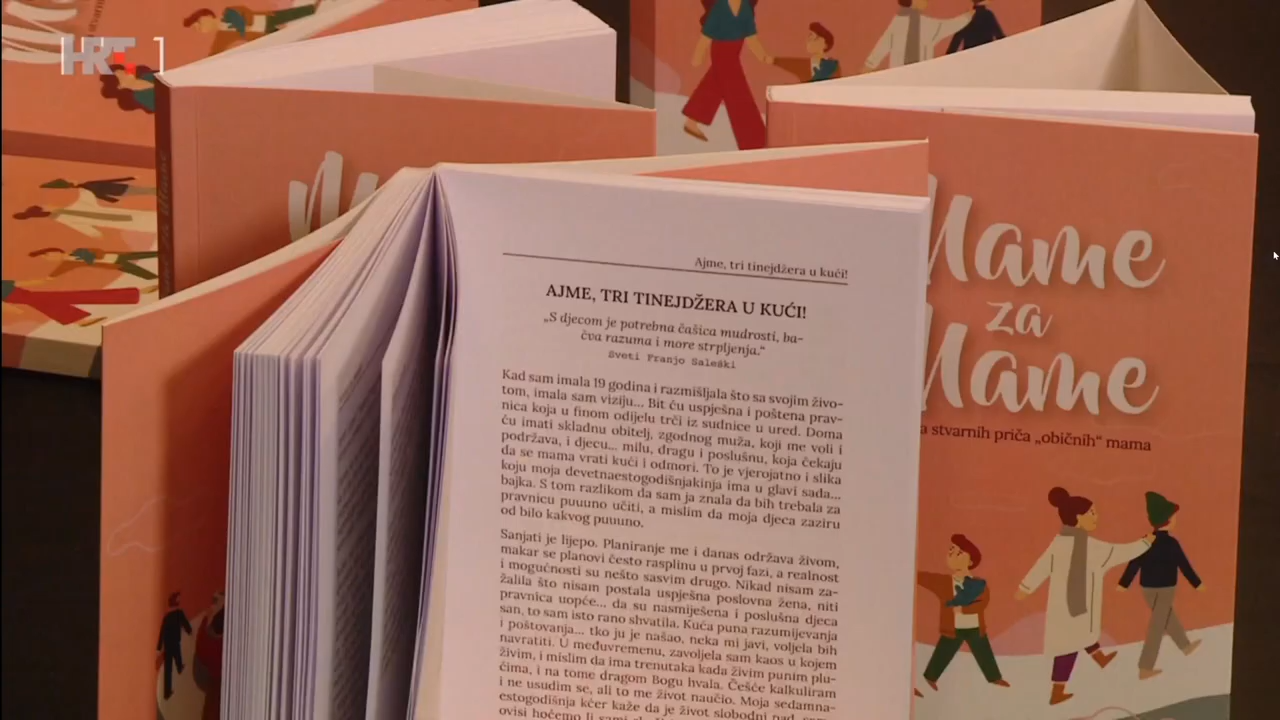 HRT 1
Ajme, tri tinejdžera u kući!
AJME, TRI TINEJDŽERA U KUĆI!
„S djecom je potrebna čašica mudrosti, ba-
čva razuma i more strpljenja.“
Sveti Franjo Saleški
Kad sam imala 19 godina i razmišljala što sa svojim živo-
tom, imala sam viziju... Bit ću uspješna i poštena prav-
nica koja u finom odijelu trči iz sudnice u ured. Doma
ću imati skladnu obitelj, zgodnog muža, koji me voli i
podržava, i djecu... milu, dragu i poslušnu, koja čekaju
da se mama vrati kući i odmori. To je vjerojatno i slika
koju moja devetnaestogodišnjakinja ima u glavi sada...
bajka. S tom razlikom da sam ja znala da bih trebala za
pravnicu puuuno učiti, a mislim da moja djeca zaziru
od bilo kakvog puuuno.
Sanjati je lijepo. Planiranje me i danas održava živom,
makar se planovi često rasplinu u prvoj fazi, a realnost
i mogućnosti su nešto sasvim drugo. Nikad nisam za-
žalila što nisam postala uspješna poslovna žena, niti
pravnica uopće... da su nasmiješena i poslušna djeca
san, to sam isto rano shvatila. Kuća puna razumijevanja
i poštovanja... tko ju je našao, neka mi javi, voljela bih
navratiti. U međuvremenu, zavoljela sam kaos u kojem
živim, i mislim da ima trenutaka kada živim punim plu-
ćima, i na tome dragom Bogu hvala. Češće kalkuliram
i ne usudim se, ali to me život naučio. Moja sedamna-
estogodišnja kćer kaže da je život slobodni pad
ovisi hoćemo li sami
Mame
za
Mame
stvarnih priča „običnih“ mama